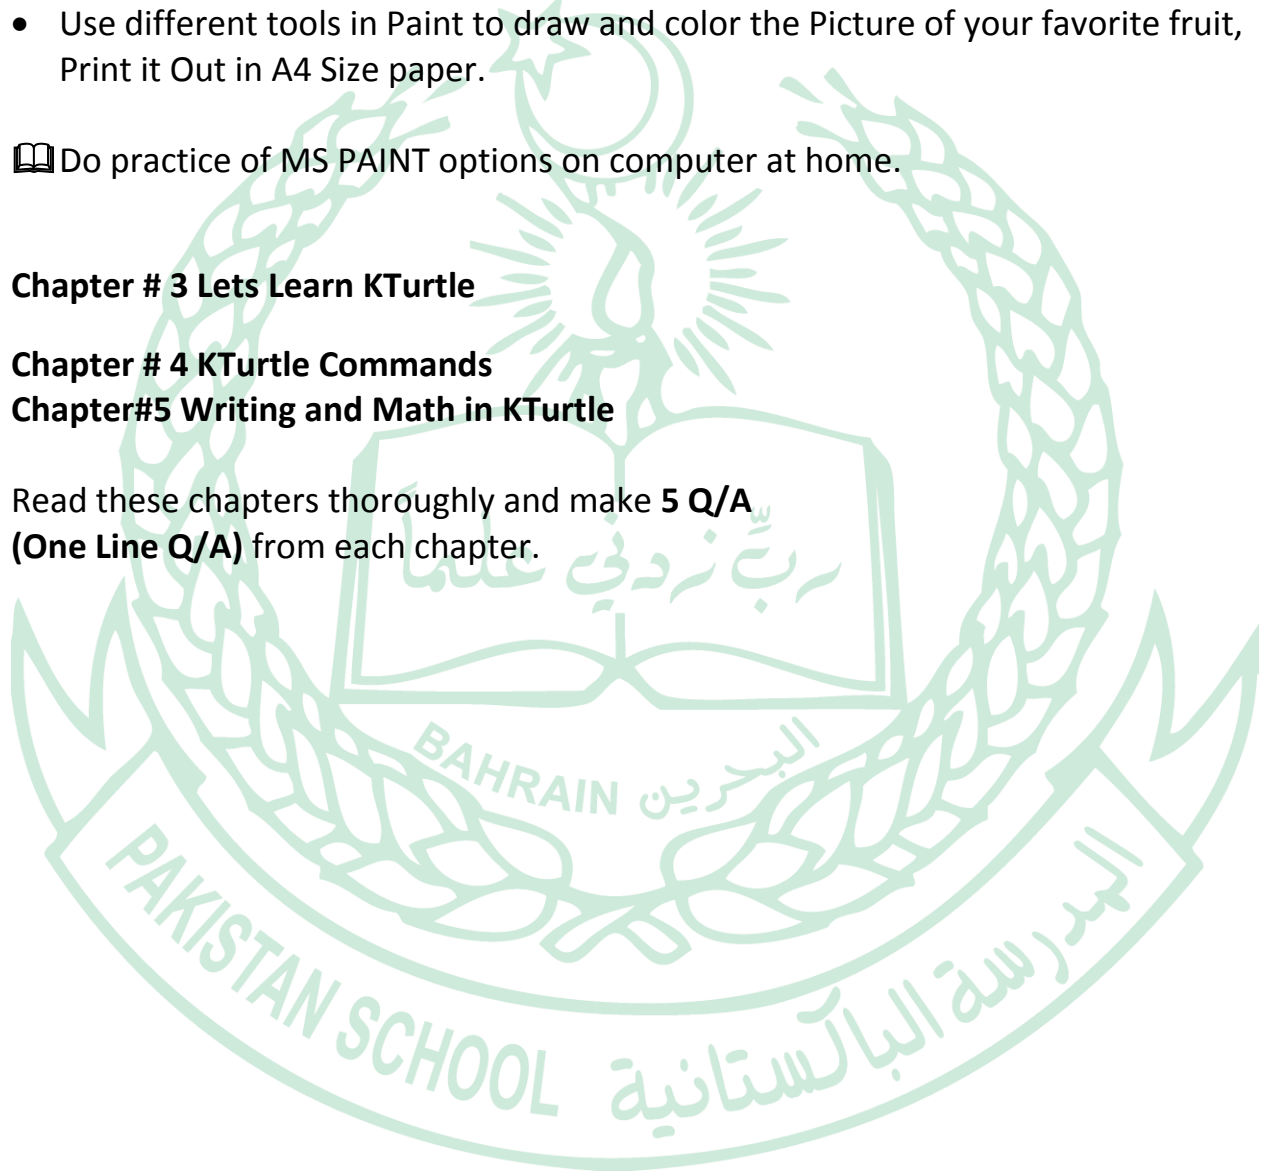 • Use different tools in Paint to draw and color the Picture of your favorite fruit,
Print it Out in A4 Size paper.
🕮Do practice of MS PAINT options on computer at home.
Chapter # 3 Lets Learn KTurtle
Chapter # 4 KTurtle Commands
Chapter#5 Writing and Math in KTurtle
Read these chapters thoroughly and make 5 Q/A
(One Line Q/A) from each chapter.
ربِّ زدني علماً
BAHRAIN البحرين
PAKISTAN SCHOOL المدرسة الباكستانية